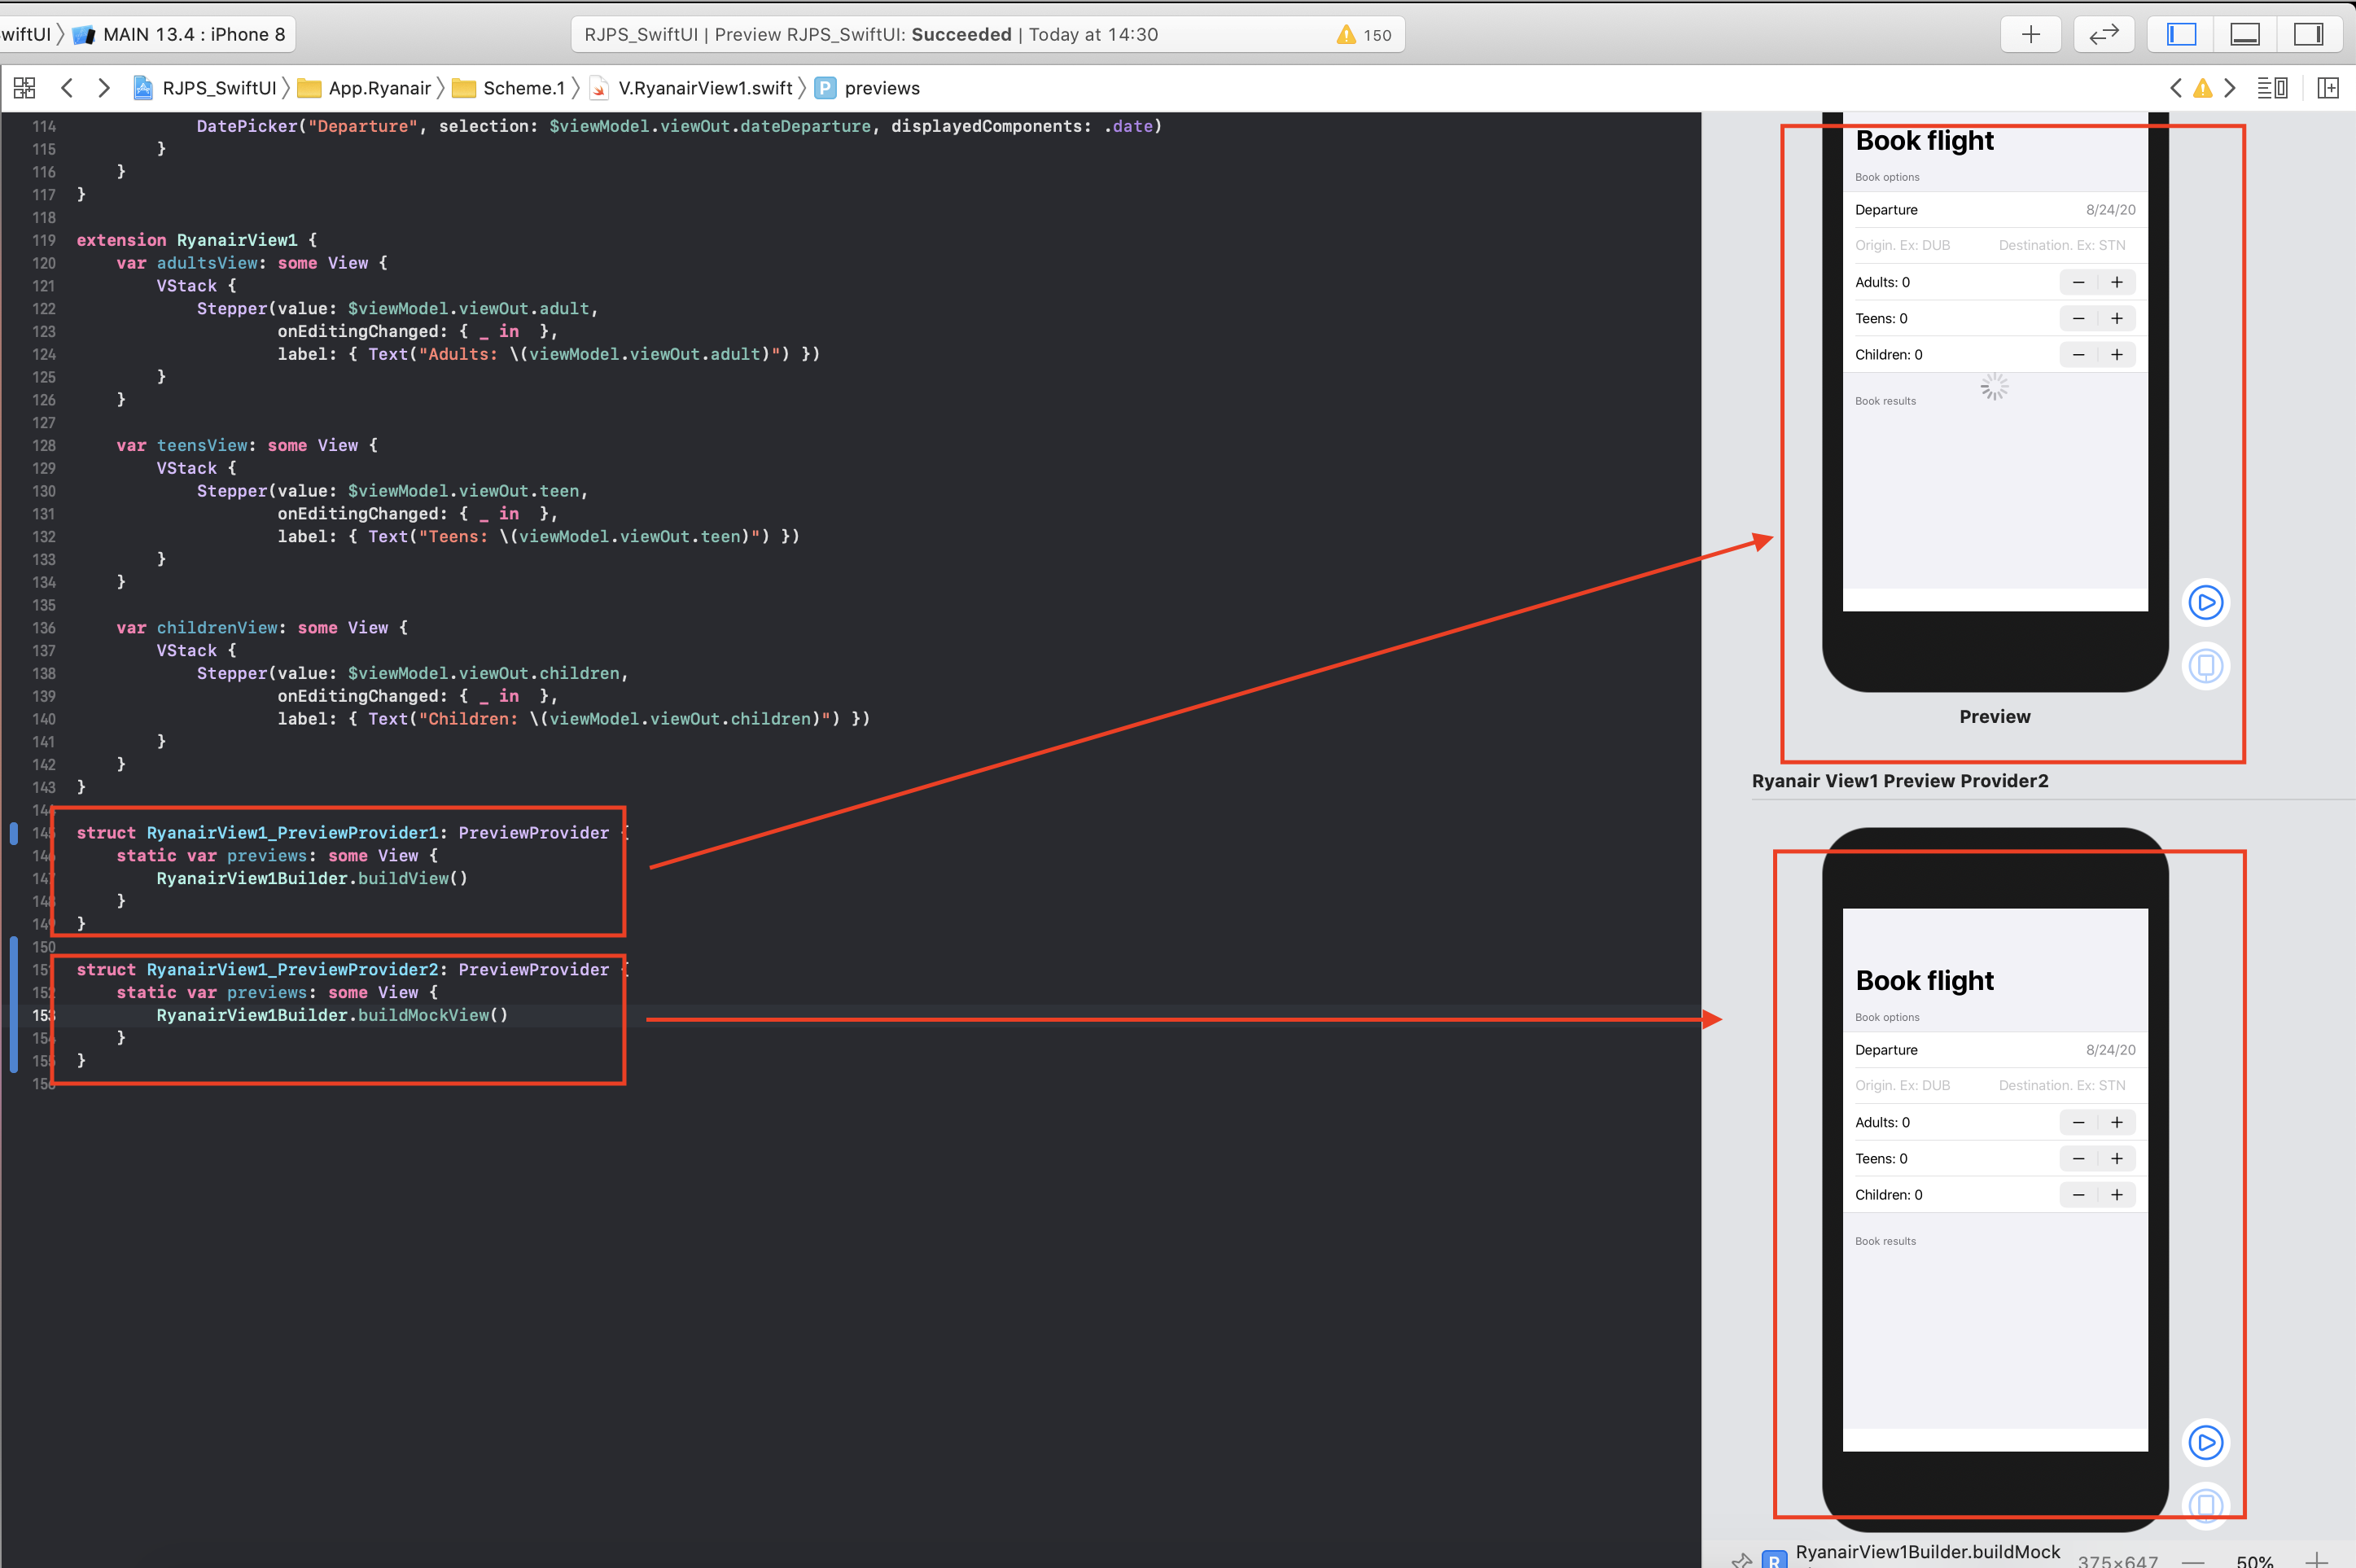 wiftUI 〉 MAIN 13.4 : iPhone 8
RJPS_SwiftUI | Preview RJPS_SwiftUI: Succeeded | Today at 14:30
150
RJPS_SwiftUI 〉 App.Ryanair 〉 Scheme.1 〉 V.RyanairView1.swift 〉 P previews
114 DatePicker("Departure", selection: $viewModel.viewOut.dateDeparture, displayedComponents: .date)
115 }
116 }
117 }
118
119 extension RyanairView1 {
120 var adultsView: some View {
121 VStack {
122 Stepper(value: $viewModel.viewOut.adult,
123 onEditingChanged: { _ in  },
124 label: { Text("Adults: \(viewModel.viewOut.adult)") })
125 }
126 }
127
128 var teensView: some View {
129 VStack {
130 Stepper(value: $viewModel.viewOut.teen,
131 onEditingChanged: { _ in  },
132 label: { Text("Teens: \(viewModel.viewOut.teen)") })
133 }
134 }
135
136 var childrenView: some View {
137 VStack {
138 Stepper(value: $viewModel.viewOut.children,
139 onEditingChanged: { _ in  },
140 label: { Text("Children: \(viewModel.viewOut.children)") })
141 }
142 }
143 }
144
145 struct RyanairView1_PreviewProvider1: PreviewProvider {
146 static var previews: some View {
147 RyanairView1Builder.buildView()
148 }
149 }
150
151 struct RyanairView1_PreviewProvider2: PreviewProvider {
152 static var previews: some View {
153 RyanairView1Builder.buildMockView()
154 }
155 }
156
Book flight
Book options
Departure 8/24/20
Origin. Ex: DUB Destination. Ex: STN
Adults: 0 − +
Teens: 0 − +
Children: 0 − +
Book results
Preview
Ryanair View1 Preview Provider2
Book flight
Book options
Departure 8/24/20
Origin. Ex: DUB Destination. Ex: STN
Adults: 0 − +
Teens: 0 − +
Children: 0 − +
Book results
R RyanairView1Builder.buildMock 375×647 — 50% +